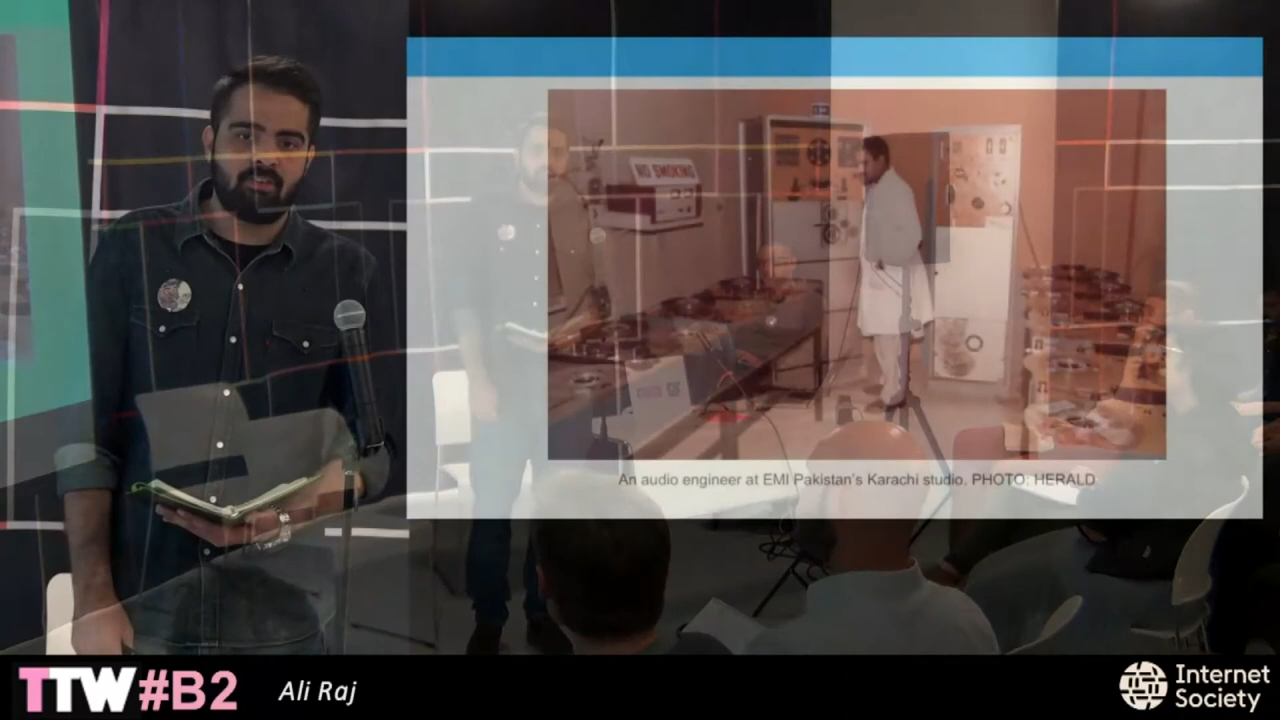 NO SMOKING
An audio engineer at EMI Pakistan's Karachi studio. PHOTO: HERALD
TTW#B2
Ali Raj
Internet
Society